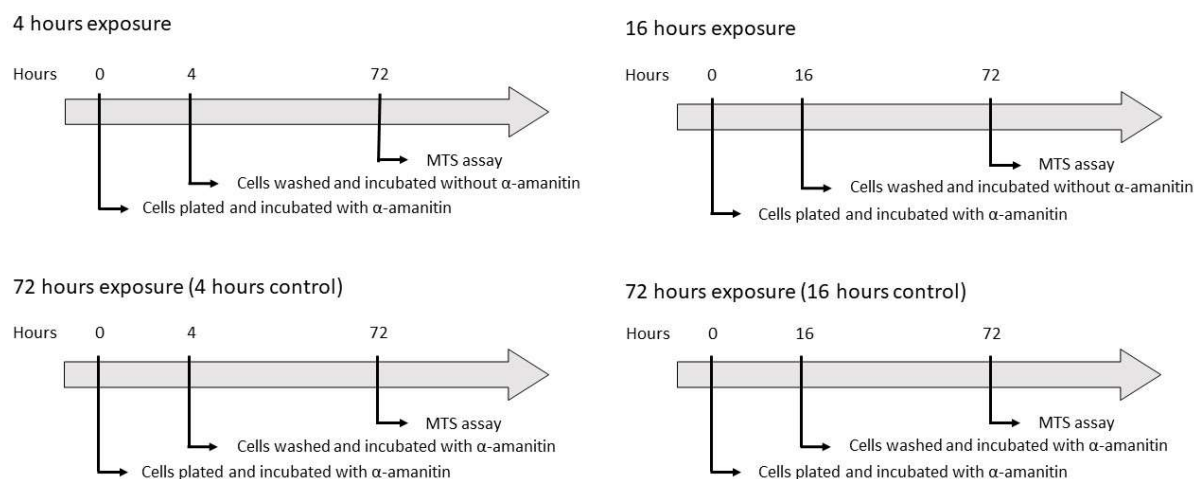 4 hours exposure
Hours 0 4 72
MTS assay
Cells washed and incubated without α-amanitin
Cells plated and incubated with α-amanitin
16 hours exposure
Hours 0 16 72
MTS assay
Cells washed and incubated without α-amanitin
Cells plated and incubated with α-amanitin
72 hours exposure (4 hours control)
Hours 0 4 72
MTS assay
Cells washed and incubated with α-amanitin
Cells plated and incubated with α-amanitin
72 hours exposure (16 hours control)
Hours 0 16 72
MTS assay
Cells washed and incubated with α-amanitin
Cells plated and incubated with α-amanitin